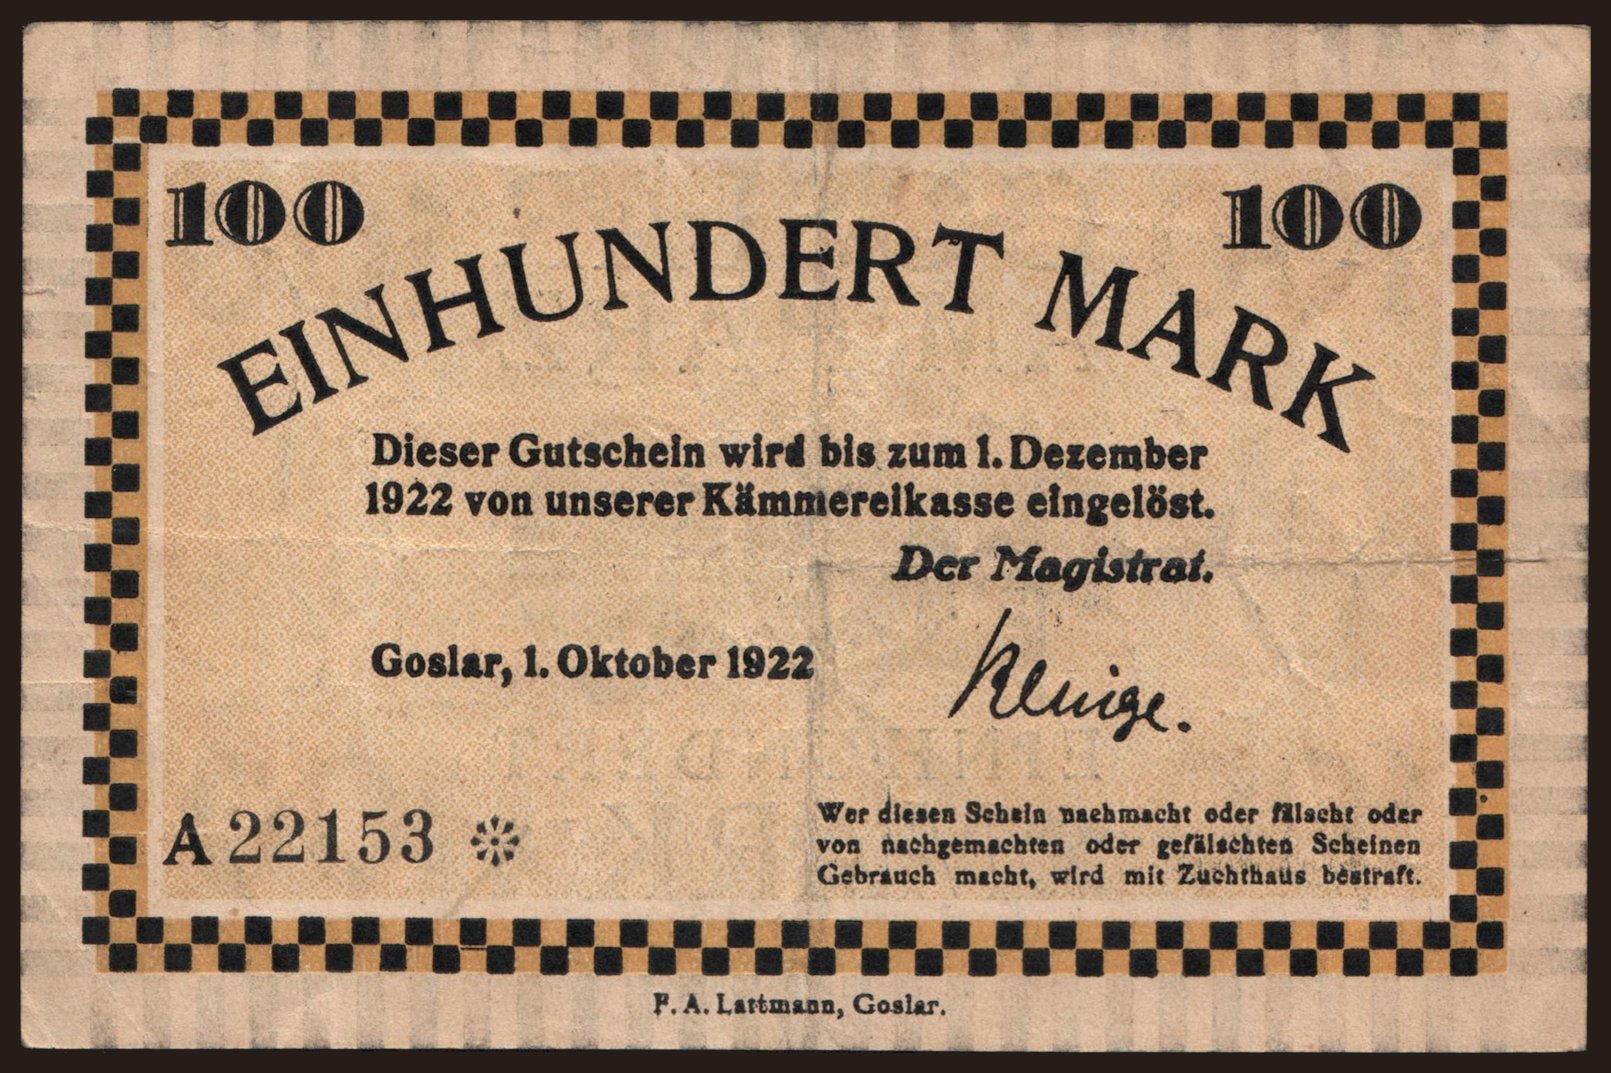 100 100
EINHUNDERT MARK
Dieser Gutschein wird bis zum 1. Dezember
1922 von unserer Kämmereikasse eingelöst.
Der Magistrat.
Goslar, 1. Oktober 1922
Klinge.
A 22153
Wer diesen Schein nachmacht oder fälscht oder
von nachgemachten oder gefälschten Scheinen
Gebrauch macht, wird mit Zuchthaus bestraft.
F. A. Lattmann, Goslar.